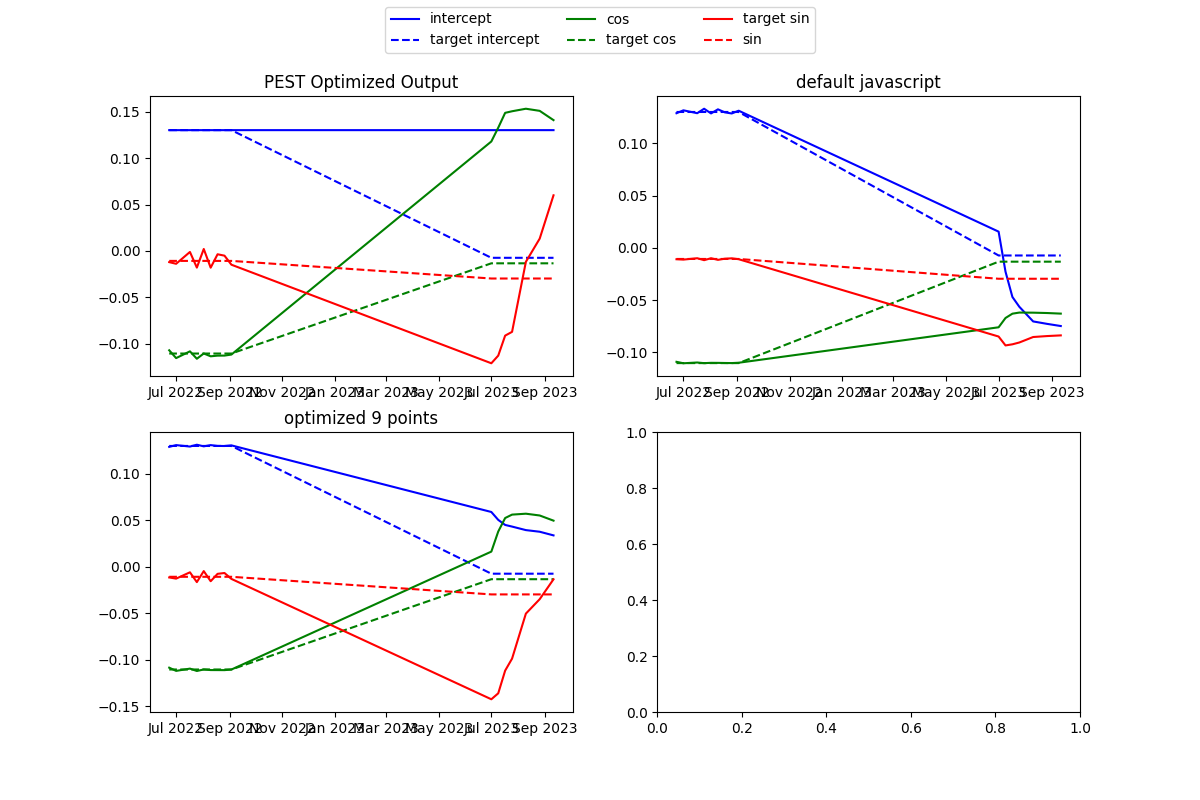 intercept cos target sin
target intercept target cos sin
PEST Optimized Output
0.15
0.10
0.05
0.00
−0.05
−0.10
Jul 2022 Sep 2022 Nov 2022 Jan 2023 Mar 2023 May 2023 Jul 2023 Sep 2023
default javascript
0.10
0.05
0.00
−0.05
−0.10
Jul 2022 Sep 2022 Nov 2022 Jan 2023 Mar 2023 May 2023 Jul 2023 Sep 2023
optimized 9 points
0.10
0.05
0.00
−0.05
−0.10
−0.15
Jul 2022 Sep 2022 Nov 2022 Jan 2023 Mar 2023 May 2023 Jul 2023 Sep 2023
1.0
0.8
0.6
0.4
0.2
0.0
0.0 0.2 0.4 0.6 0.8 1.0